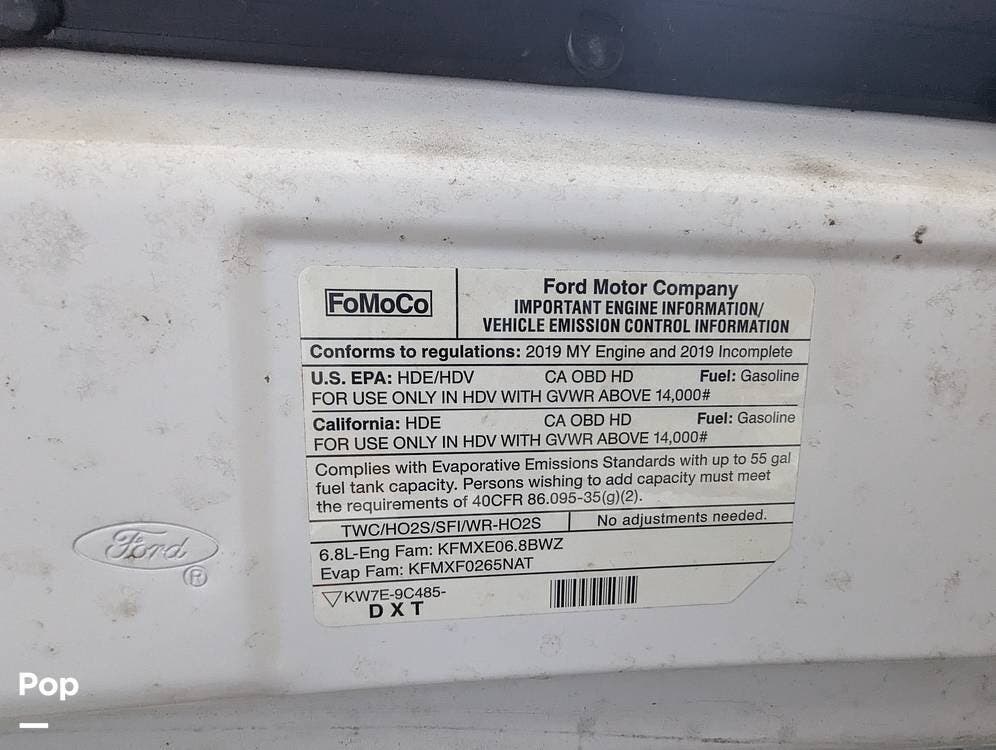 FoMoCo
Ford Motor Company
IMPORTANT ENGINE INFORMATION/
VEHICLE EMISSION CONTROL INFORMATION
Conforms to regulations: 2019 MY Engine and 2019 Incomplete
U.S. EPA: HDE/HDV CA OBD HD Fuel: Gasoline
FOR USE ONLY IN HDV WITH GVWR ABOVE 14,000#
California: HDE CA OBD HD Fuel: Gasoline
FOR USE ONLY IN HDV WITH GVWR ABOVE 14,000#
Complies with Evaporative Emissions Standards with up to 55 gal
fuel tank capacity. Persons wishing to add capacity must meet
the requirements of 40CFR 86.095-35(g)(2).
TWC/HO2S/SFI/WR-HO2S No adjustments needed.
6.8L-Eng Fam: KFMXE06.8BWZ
Evap Fam: KFMXF0265NAT
KW7E-9C485-
DXT
Ford
®
Pop